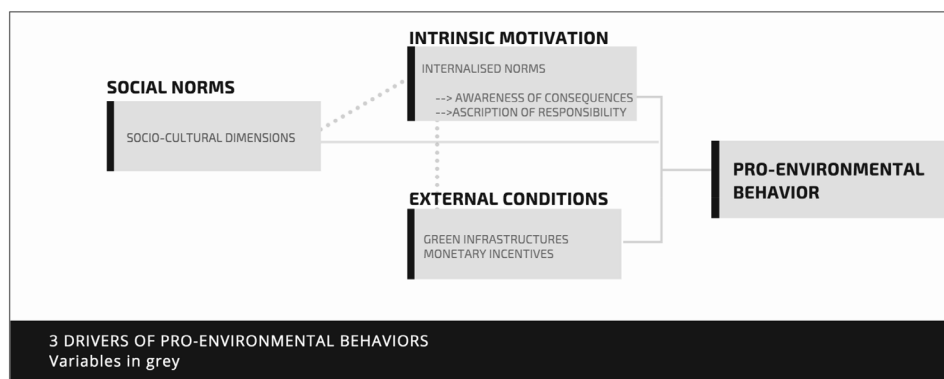 INTRINSIC MOTIVATION
INTERNALISED NORMS
--> AWARENESS OF CONSEQUENCES
-->ASCRIPTION OF RESPONSIBILITY
SOCIAL NORMS
SOCIO-CULTURAL DIMENSIONS
EXTERNAL CONDITIONS
GREEN INFRASTRUCTURES
MONETARY INCENTIVES
PRO-ENVIRONMENTAL
BEHAVIOR
3 DRIVERS OF PRO-ENVIRONMENTAL BEHAVIORS
Variables in grey